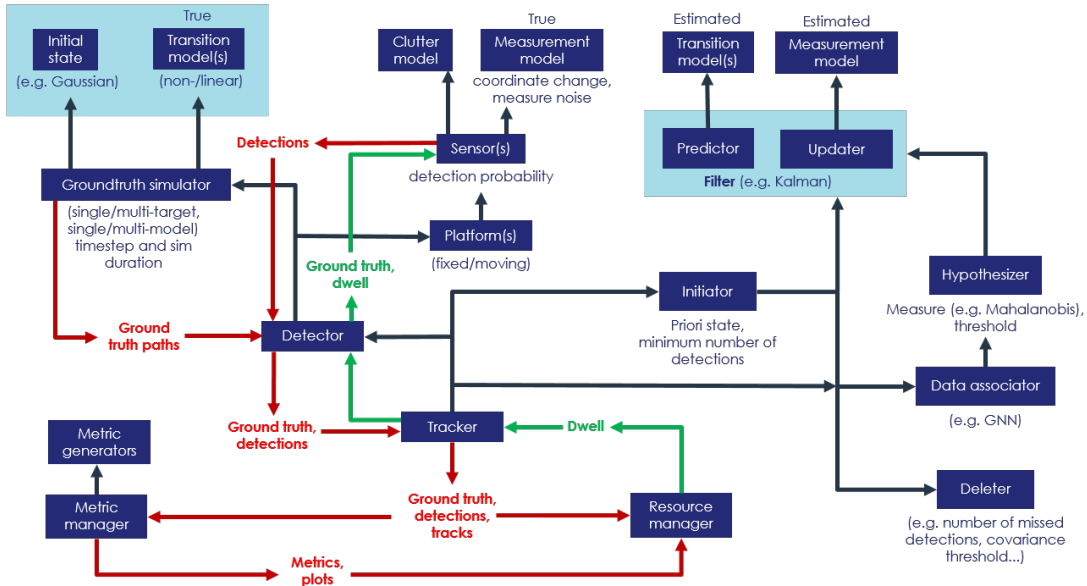 True
Initial
state
(e.g. Gaussian)
Transition
model(s)
(non-/linear)
Clutter
model
True
Measurement
model
coordinate change,
measure noise
Estimated
Transition
model(s)
Estimated
Measurement
model
Detections
Sensor(s)
detection probability
Predictor
Updater
Filter (e.g. Kalman)
Groundtruth simulator
(single/multi-target,
single/multi-model)
timestep and sim
duration
Platform(s)
(fixed/moving)
Ground truth,
dwell
Initiator
Priori state,
minimum number of
detections
Hypothesizer
Measure (e.g. Mahalanobis),
threshold
Ground
truth paths
Detector
Data associator
(e.g. GNN)
Ground truth,
detections
Tracker
Dwell
Metric
generators
Metric
manager
Ground truth,
detections,
tracks
Resource
manager
Deleter
(e.g. number of missed
detections, covariance
threshold...)
Metrics,
plots